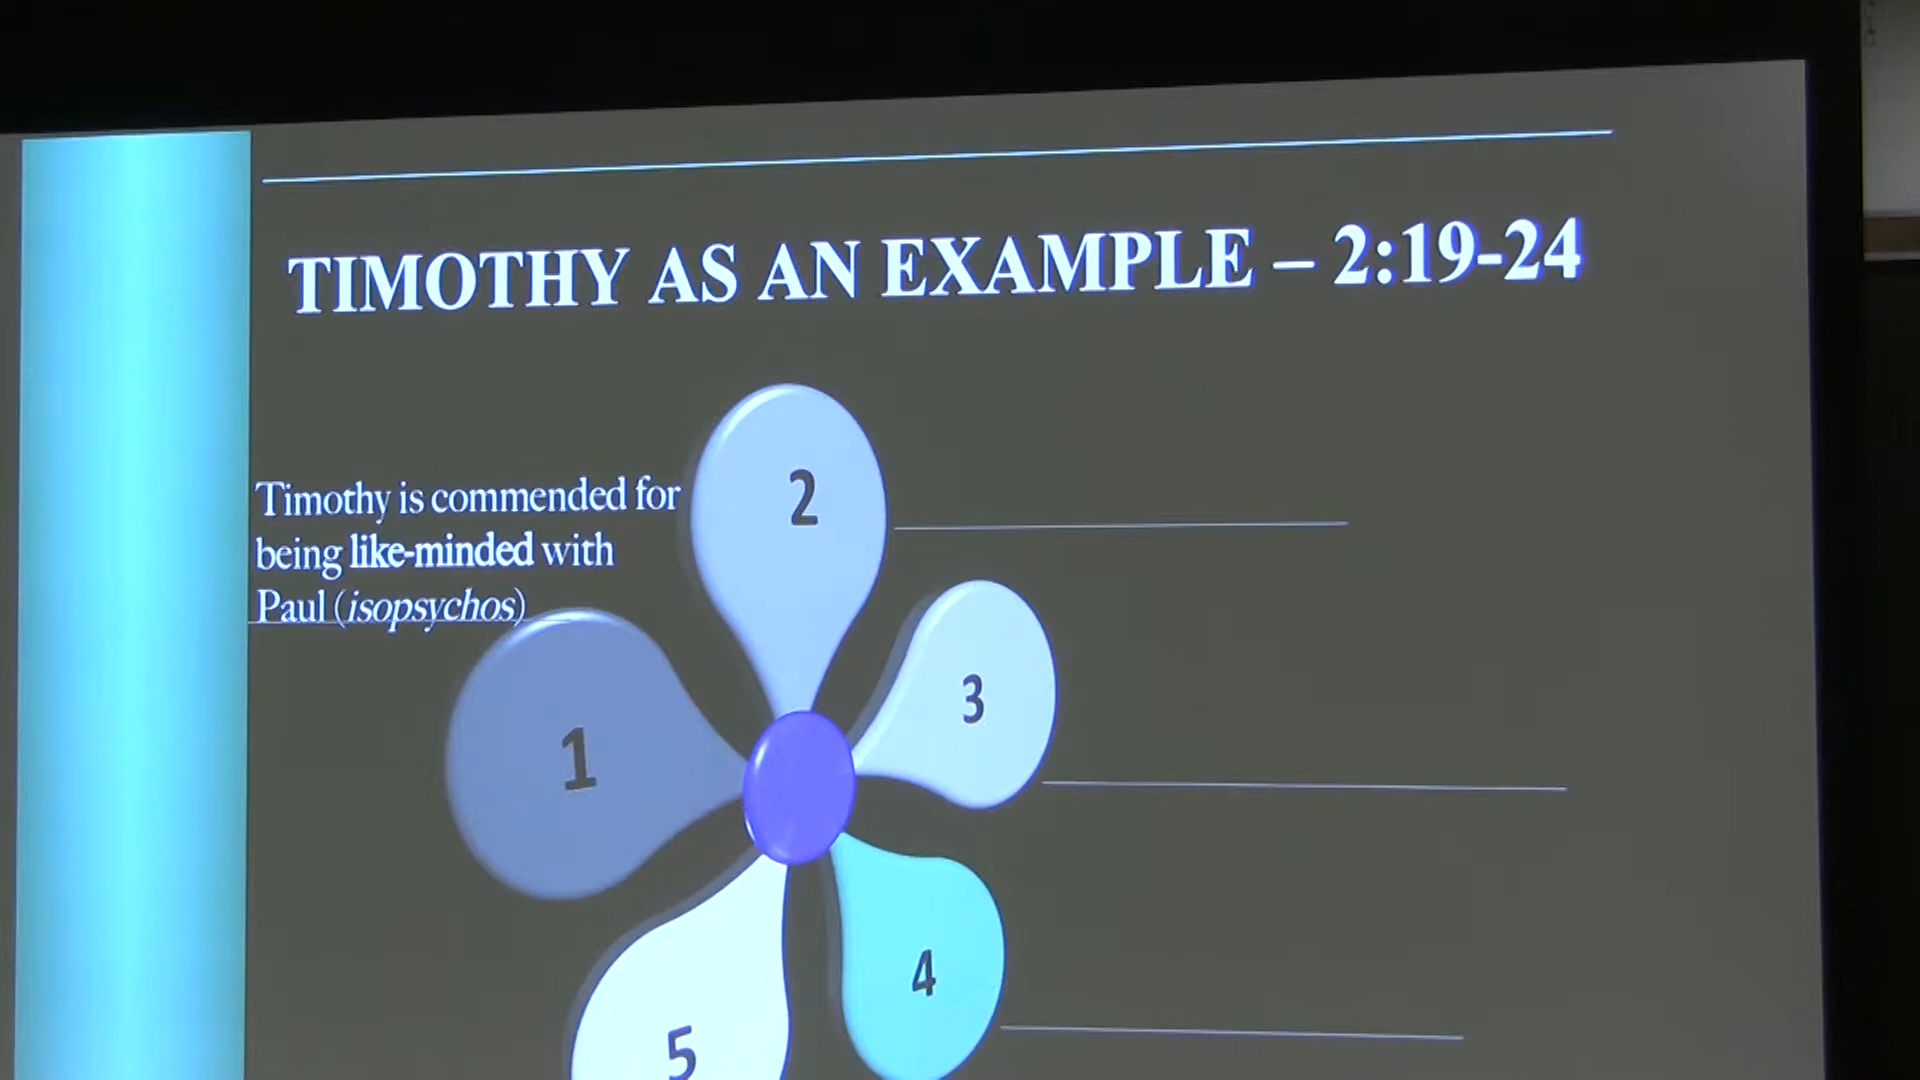 TIMOTHY AS AN EXAMPLE – 2:19-24
Timothy is commended for
being like-minded with
Paul (isopsychos)
2
3
1
4
5